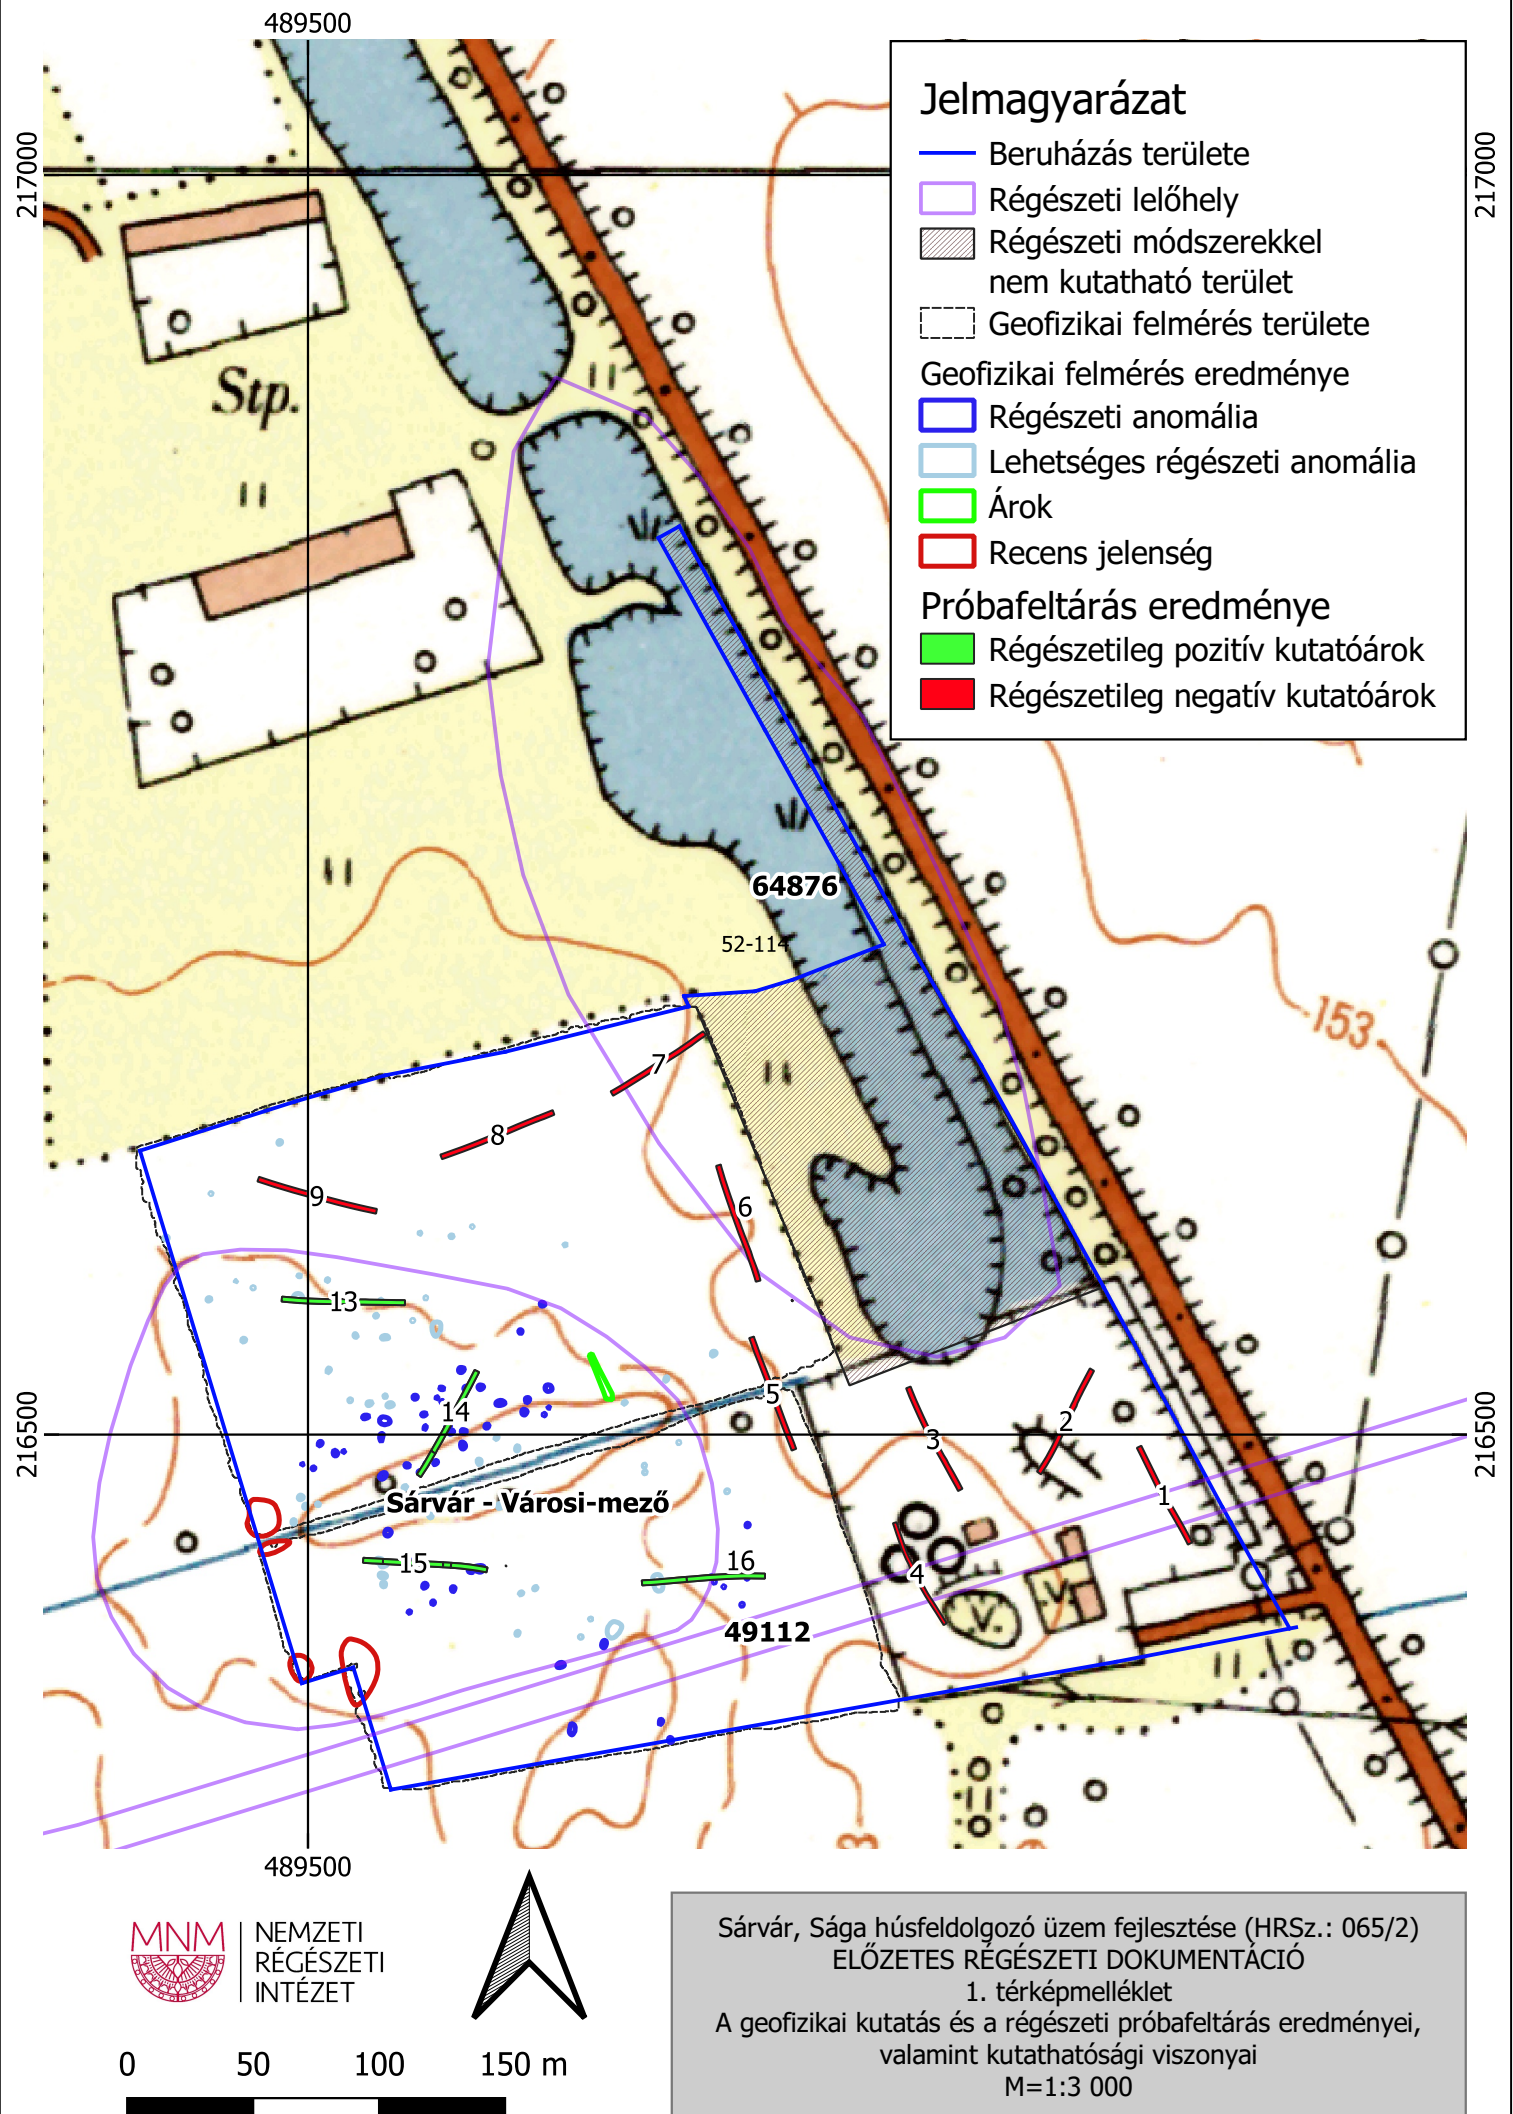 489500
217000
217000
Jelmagyarázat
Beruházás területe
Régészeti lelőhely
Régészeti módszerekkel
nem kutatható terület
Geofizikai felmérés területe
Geofizikai felmérés eredménye
Régészeti anomália
Lehetséges régészeti anomália
Árok
Recens jelenség
Próbafeltárás eredménye
Régészetileg pozitív kutatóárok
Régészetileg negatív kutatóárok
Stp.
64876
52-114
153
7
8
9
6
13
5
14
2
3
216500
216500
1
Sárvár - Városi-mező
15
16
4
V.
V
49112
3
489500
MNM
NEMZETI
RÉGÉSZETI
INTÉZET
0 50 100 150 m
Sárvár, Sága húsfeldolgozó üzem fejlesztése (HRSz.: 065/2)
ELŐZETES RÉGÉSZETI DOKUMENTÁCIÓ
1. térképmelléklet
A geofizikai kutatás és a régészeti próbafeltárás eredményei,
valamint kutathatósági viszonyai
M=1:3 000